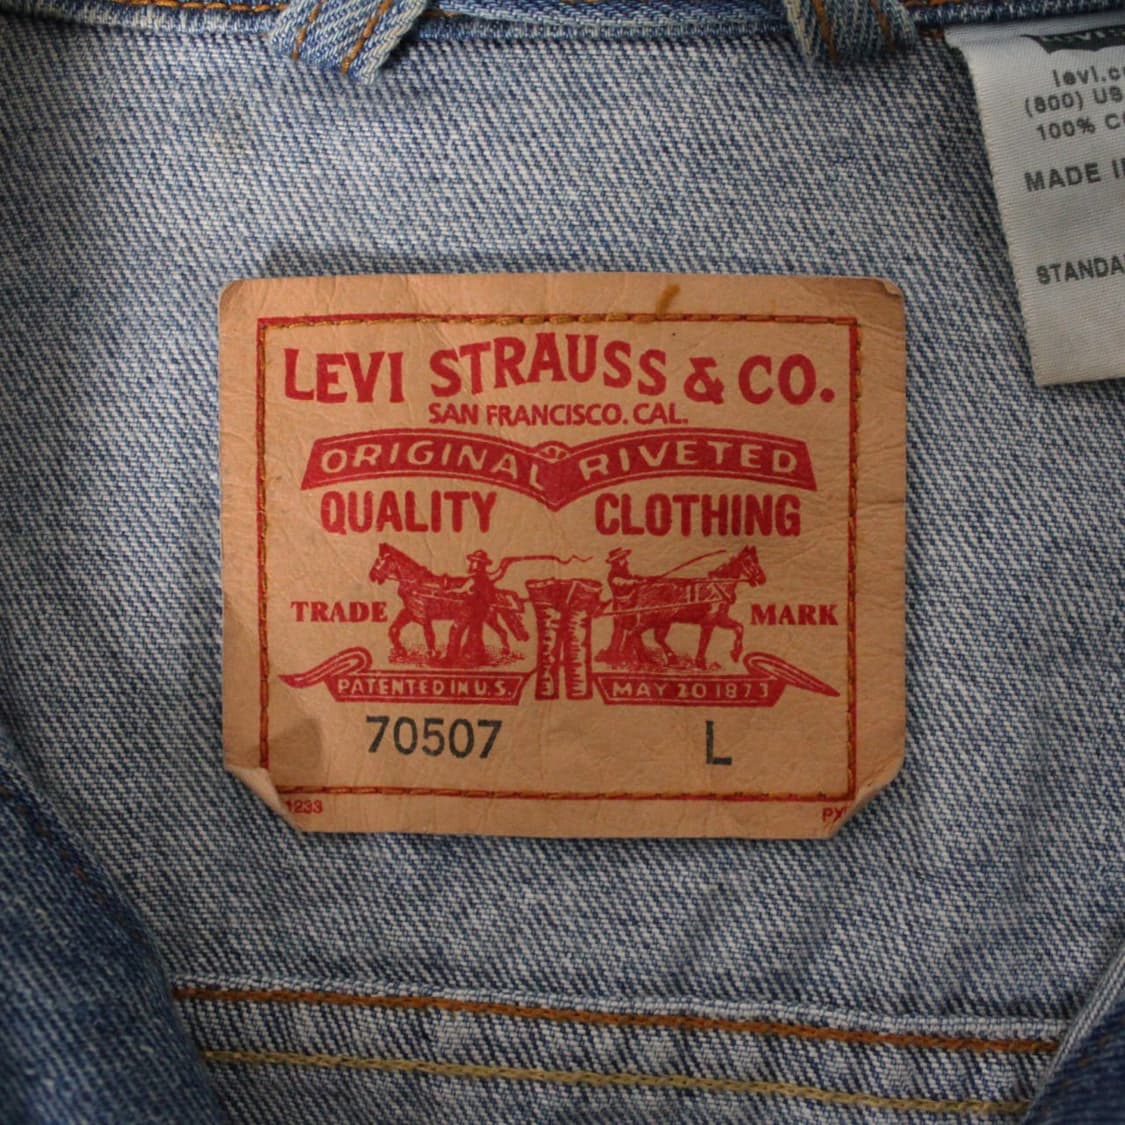 LEVI STRAUSS & CO.
SAN FRANCISCO. CAL.
ORIGINAL RIVETED
QUALITY CLOTHING
TRADE MARK
PATENTED IN U.S. MAY 20 1873
70507 L
1233
levi.c
(800) US
100% C
MADE
STANDA